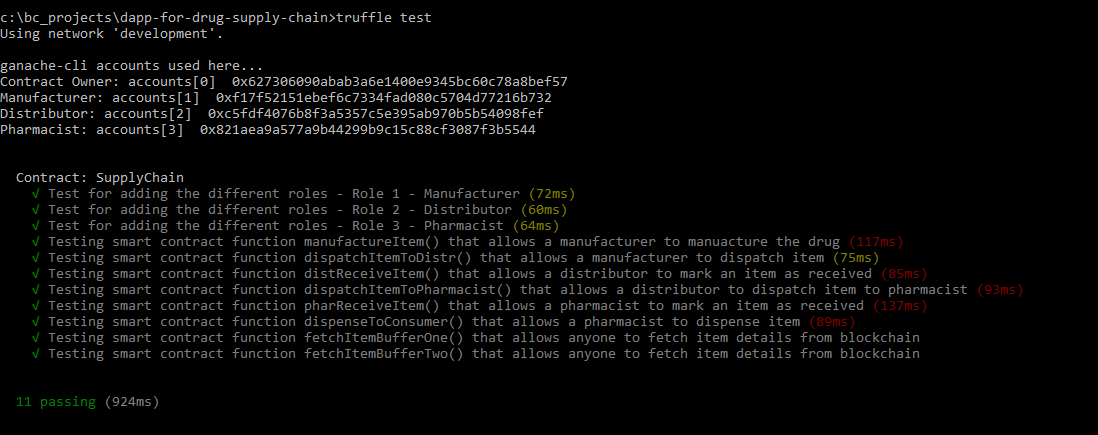 c:\bc_projects\dapp-for-drug-supply-chain>truffle test
Using network 'development'.
ganache-cli accounts used here...
Contract Owner: accounts[0]  0x627306090abab3a6e1400e9345bc60c78a8bef57
Manufacturer: accounts[1]  0xf17f52151ebef6c7334fad080c5704d77216b732
Distributor: accounts[2]  0xc5fdf4076b8f3a5357c5e395ab970b5b54098fef
Pharmacist: accounts[3]  0x821aea9a577a9b44299b9c15c88cf3087f3b5544
Contract: SupplyChain
√ Test for adding the different roles - Role 1 - Manufacturer (72ms)
√ Test for adding the different roles - Role 2 - Distributor (60ms)
√ Test for adding the different roles - Role 3 - Pharmacist (64ms)
√ Testing smart contract function manufactureItem() that allows a manufacturer to manuacture the drug (117ms)
√ Testing smart contract function dispatchItemToDistr() that allows a manufacturer to dispatch item (75ms)
√ Testing smart contract function distReceiveItem() that allows a distributor to mark an item as received (85ms)
√ Testing smart contract function dispatchItemToPharmacist() that allows a distributor to dispatch item to pharmacist (93ms)
√ Testing smart contract function pharReceiveItem() that allows a pharmacist to mark an item as received (137ms)
√ Testing smart contract function dispenseToConsumer() that allows a pharmacist to dispense item (89ms)
√ Testing smart contract function fetchItemBufferOne() that allows anyone to fetch item details from blockchain
√ Testing smart contract function fetchItemBufferTwo() that allows anyone to fetch item details from blockchain
11 passing (924ms)